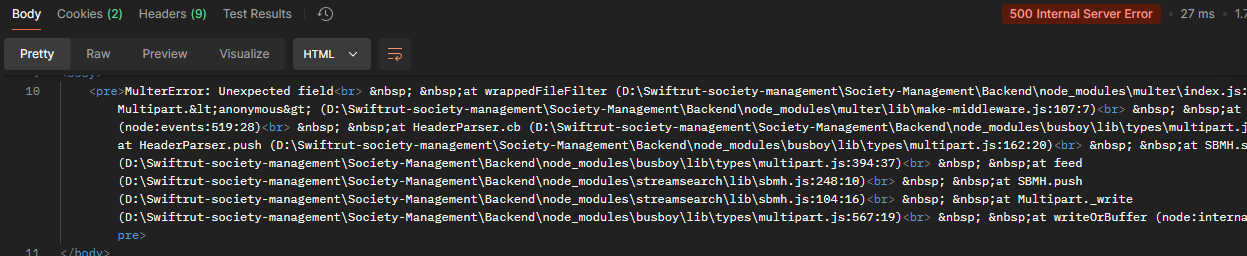 Body Cookies (2) Headers (9) Test Results 500 Internal Server Error • 27 ms • 1.7
Pretty Raw Preview Visualize HTML
<body>
10 <pre>MulterError: Unexpected field<br> &nbsp; &nbsp;at wrappedFileFilter (D:\Swiftrut-society-management\Society-Management\Backend\node_modules\multer\index.js:
Multipart.&lt;anonymous&gt; (D:\Swiftrut-society-management\Society-Management\Backend\node_modules\multer\lib\make-middleware.js:107:7)<br> &nbsp; &nbsp;at
(node:events:519:28)<br> &nbsp; &nbsp;at HeaderParser.cb (D:\Swiftrut-society-management\Society-Management\Backend\node_modules\busboy\lib\types\multipart.j
at HeaderParser.push (D:\Swiftrut-society-management\Society-Management\Backend\node_modules\busboy\lib\types\multipart.js:162:20)<br> &nbsp; &nbsp;at SBMH.s
(D:\Swiftrut-society-management\Society-Management\Backend\node_modules\busboy\lib\types\multipart.js:394:37)<br> &nbsp; &nbsp;at feed
(D:\Swiftrut-society-management\Society-Management\Backend\node_modules\streamsearch\lib\sbmh.js:248:10)<br> &nbsp; &nbsp;at SBMH.push
(D:\Swiftrut-society-management\Society-Management\Backend\node_modules\streamsearch\lib\sbmh.js:104:16)<br> &nbsp; &nbsp;at Multipart._write
(D:\Swiftrut-society-management\Society-Management\Backend\node_modules\busboy\lib\types\multipart.js:567:19)<br> &nbsp; &nbsp;at writeOrBuffer (node:interna
pre>
11 </body>